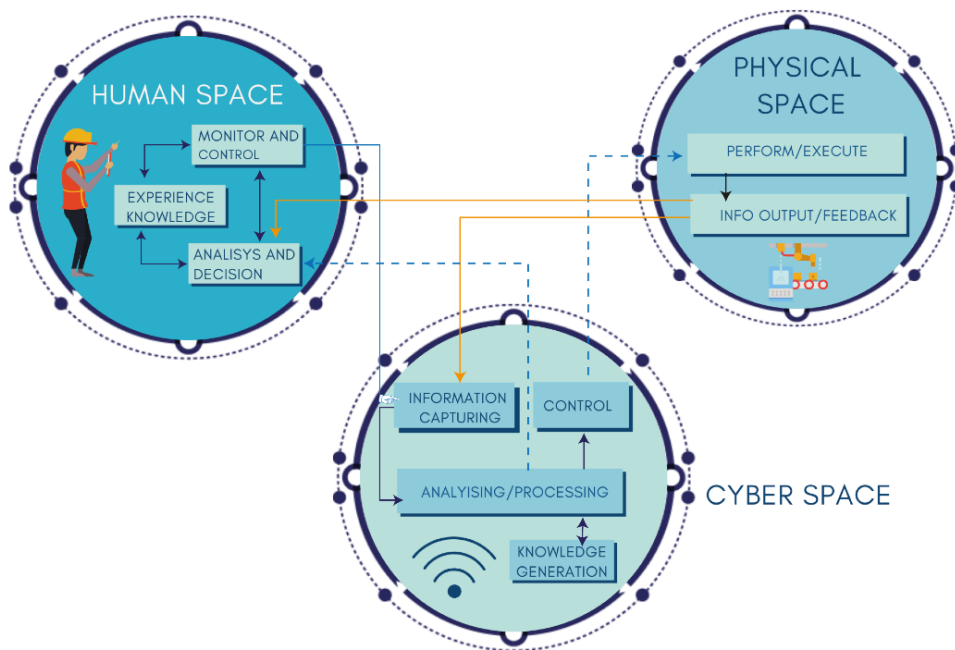 HUMAN SPACE
MONITOR AND
CONTROL
EXPERIENCE
KNOWLEDGE
ANALISYS AND
DECISION
PHYSICAL
SPACE
PERFORM/EXECUTE
INFO OUTPUT/FEEDBACK
INFORMATION
CAPTURING
CONTROL
ANALYISING/PROCESSING
KNOWLEDGE
GENERATION
CYBER SPACE